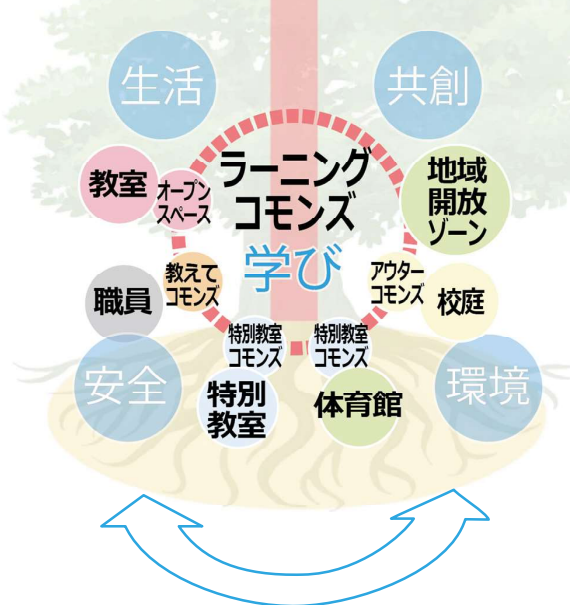 生活
共創
ラーニング
コモンズ
学び
教室
オープン
スペース
地域
開放
ゾーン
教えて
コモンズ
アウター
コモンズ
職員
校庭
特別教室
コモンズ
特別教室
コモンズ
安全
環境
特別
教室
体育館